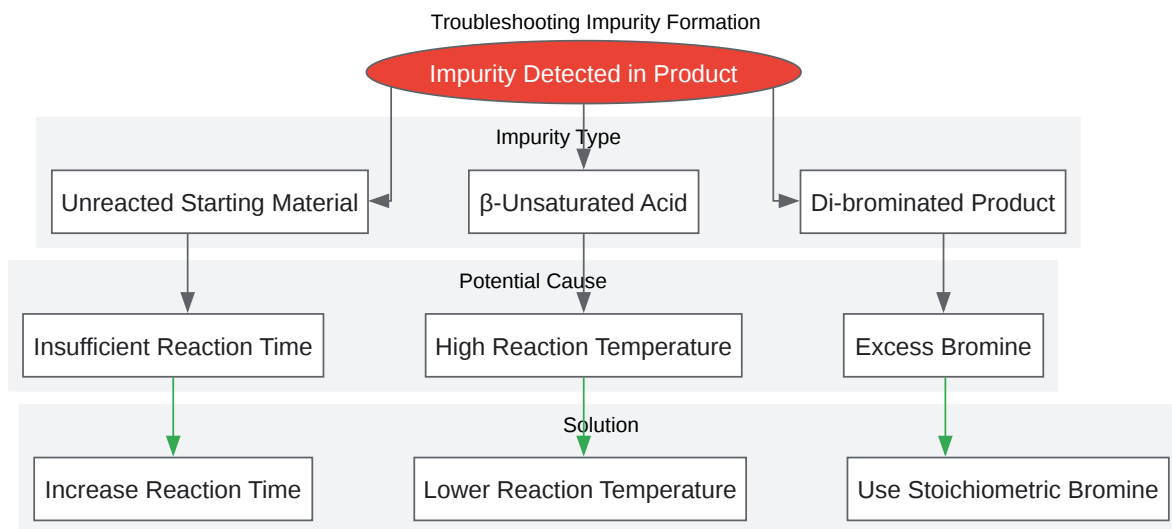 Troubleshooting Impurity Formation
Impurity Detected in Product
Impurity Type
Unreacted Starting Material
β-Unsaturated Acid
Di-brominated Product
Potential Cause
Insufficient Reaction Time
High Reaction Temperature
Excess Bromine
Solution
Increase Reaction Time
Lower Reaction Temperature
Use Stoichiometric Bromine